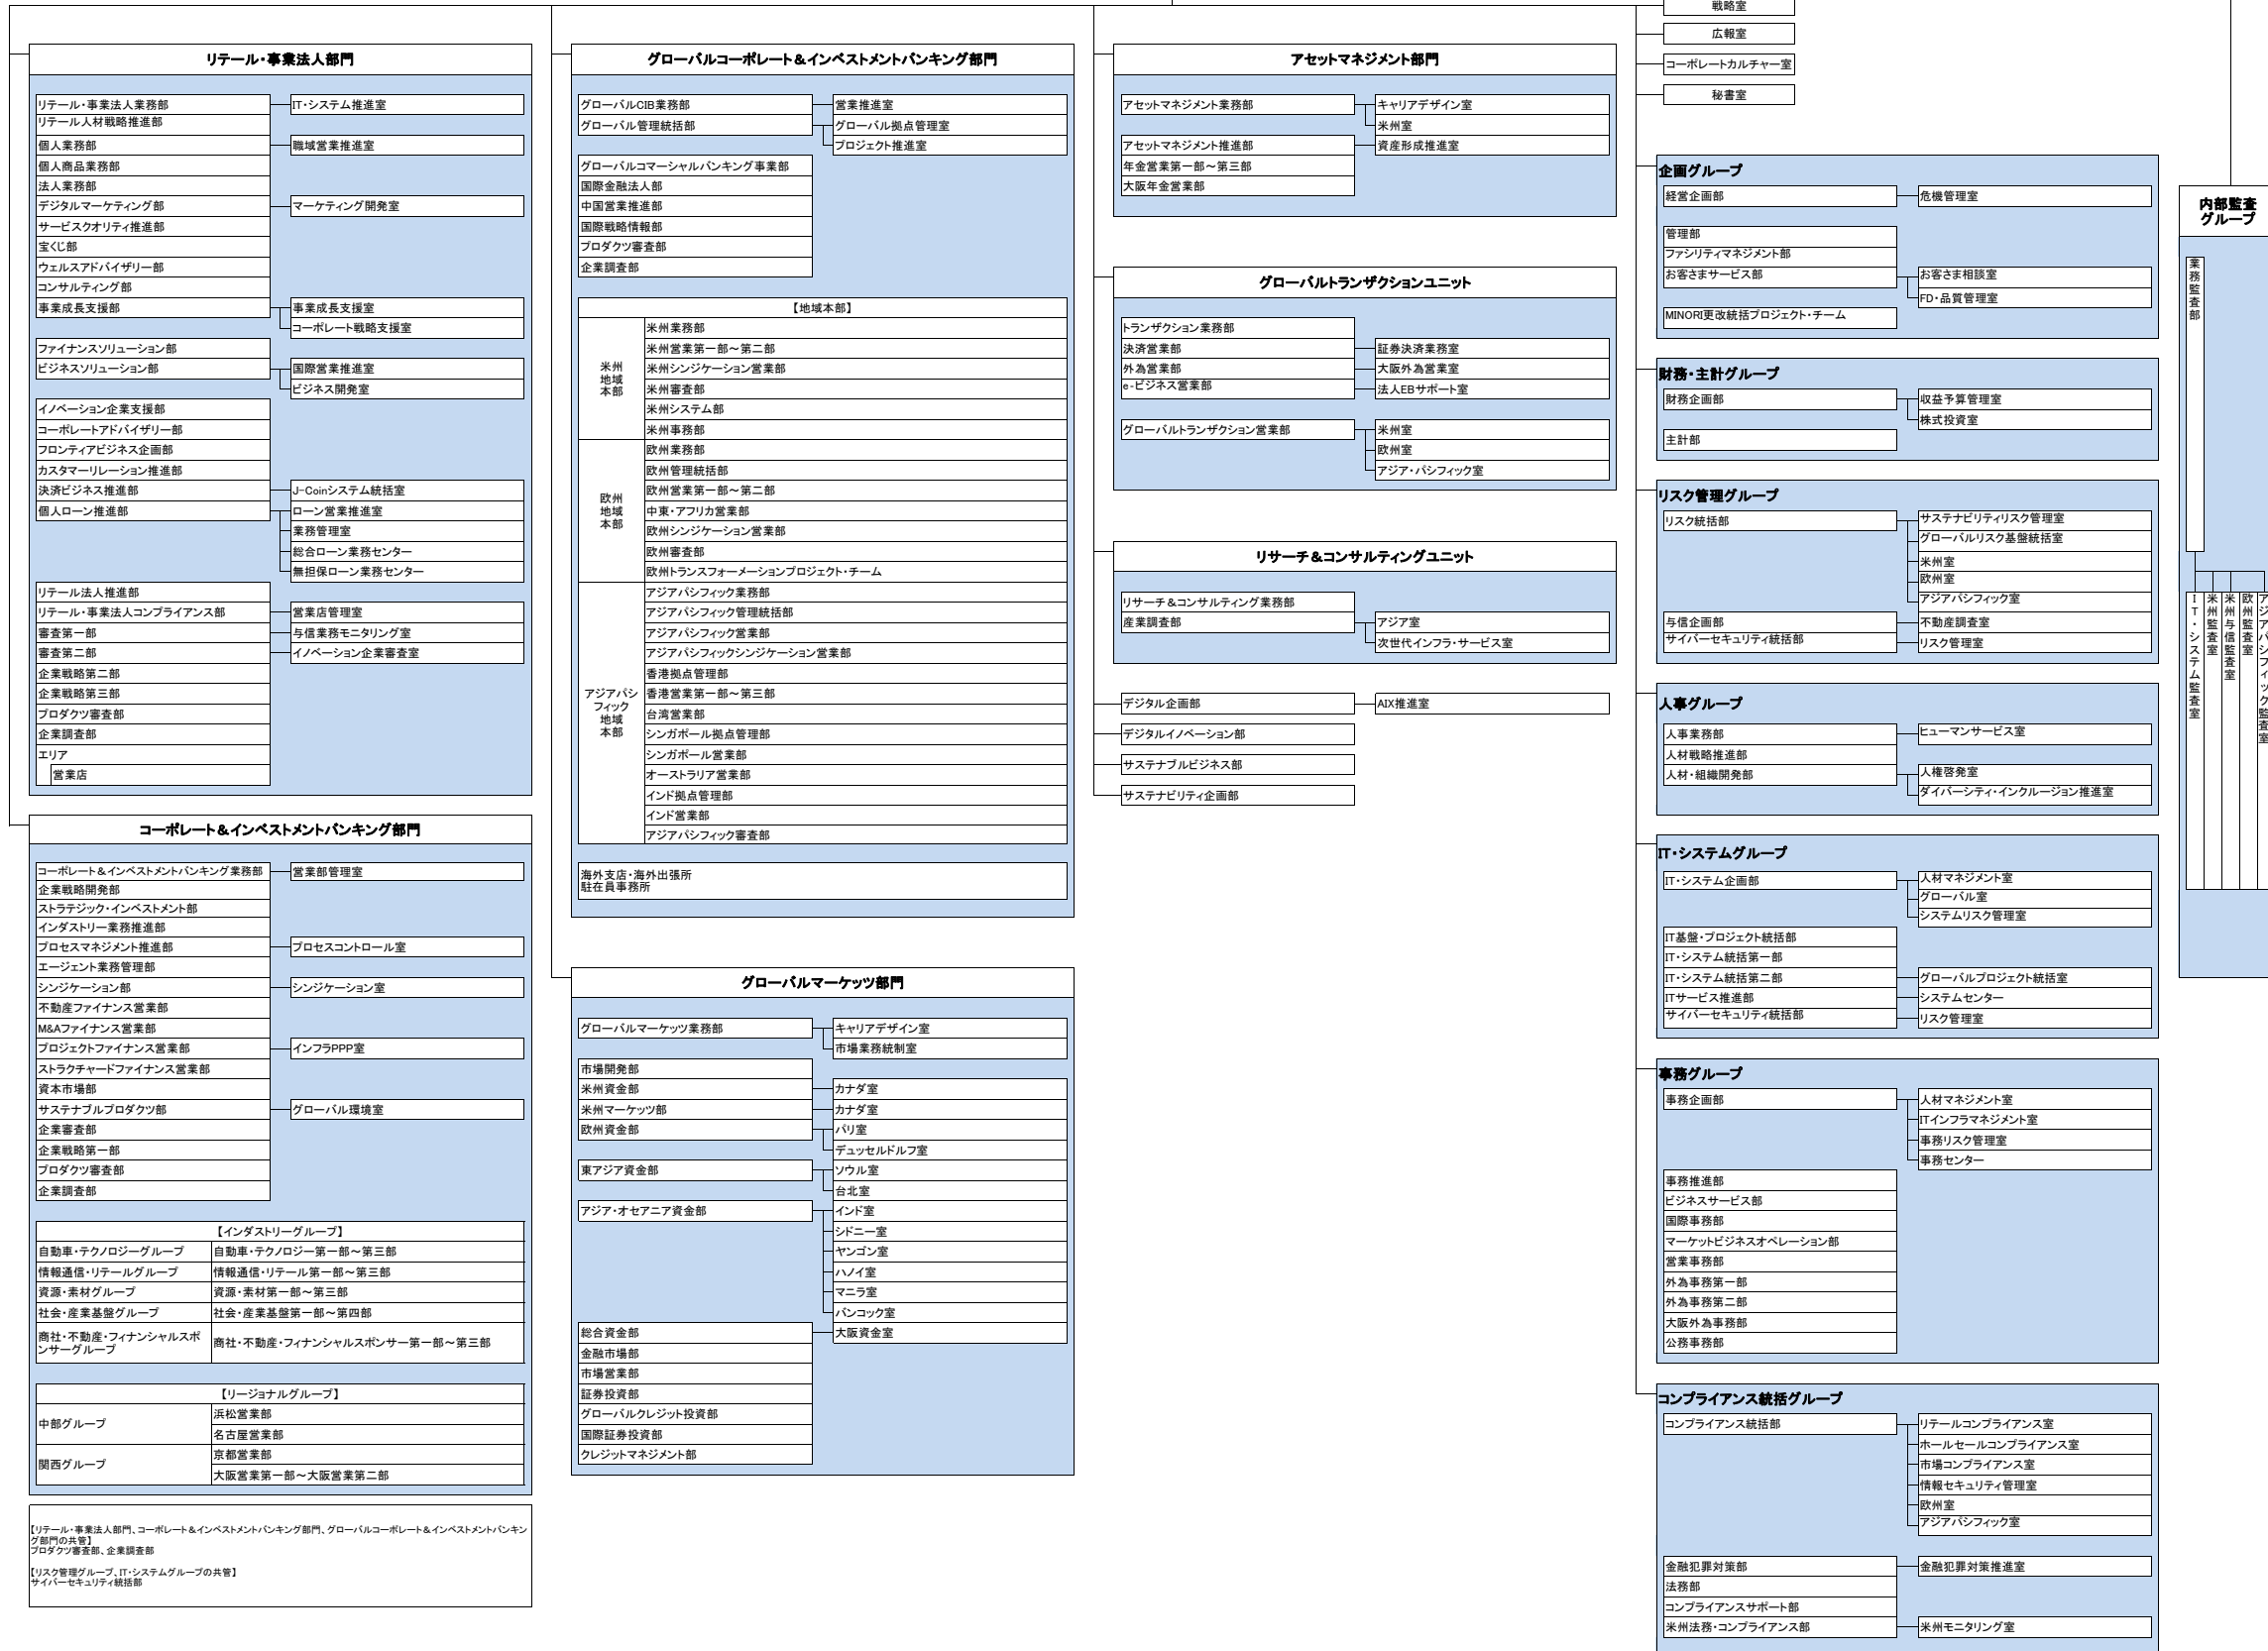 戦略室
広報室
コーポレートカルチャー室
秘書室
リテール・事業法人部門
リテール・事業法人業務部
IT・システム推進室
リテール人材戦略推進部
個人業務部
職域営業推進室
個人商品業務部
法人業務部
デジタルマーケティング部
マーケティング開発室
サービスクオリティ推進部
宝くじ部
ウェルスアドバイザリー部
コンサルティング部
事業成長支援部
事業成長支援室
コーポレート戦略支援室
ファイナンスソリューション部
ビジネスソリューション部
国際営業推進室
ビジネス開発室
イノベーション企業支援部
コーポレートアドバイザリー部
フロンティアビジネス企画部
カスタマーリレーション推進部
決済ビジネス推進部
J-Coinシステム統括室
個人ローン推進部
ローン営業推進室
業務管理室
総合ローン業務センター
無担保ローン業務センター
リテール法人推進部
リテール・事業法人コンプライアンス部
営業店管理室
審査第一部
与信業務モニタリング室
審査第二部
イノベーション企業審査室
企業戦略第二部
企業戦略第三部
プロダクツ審査部
企業調査部
エリア
営業店
コーポレート&インベストメントバンキング部門
コーポレート&インベストメントバンキング業務部
営業部管理室
企業戦略開発部
ストラテジック・インベストメント部
インダストリー業務推進部
プロセスマネジメント推進部
プロセスコントロール室
エージェント業務管理部
シンジケーション部
シンジケーション室
不動産ファイナンス営業部
M&Aファイナンス営業部
プロジェクトファイナンス営業部
インフラPPP室
ストラクチャードファイナンス営業部
資本市場部
サステナブルプロダクツ部
グローバル環境室
企業審査部
企業戦略第一部
プロダクツ審査部
企業調査部
【インダストリーグループ】
自動車・テクノロジーグループ
自動車・テクノロジー第一部～第三部
情報通信・リテールグループ
情報通信・リテール第一部～第三部
資源・素材グループ
資源・素材第一部～第三部
社会・産業基盤グループ
社会・産業基盤第一部～第四部
商社・不動産・フィナンシャルスポ
ンサーグループ
商社・不動産・フィナンシャルスポンサー第一部～第三部
【リージョナルグループ】
中部グループ
浜松営業部
名古屋営業部
関西グループ
京都営業部
大阪営業第一部～大阪営業第二部
【リテール・事業法人部門、コーポレート&インベストメントバンキング部門、グローバルコーポレート&インベストメントバンキン
グ部門の共管】
プロダクツ審査部、企業調査部
【リスク管理グループ、IT・システムグループの共管】
サイバーセキュリティ統括部
グローバルコーポレート&インベストメントバンキング部門
グローバルCIB業務部
営業推進室
グローバル管理統括部
グローバル拠点管理室
プロジェクト推進室
グローバルコマーシャルバンキング事業部
国際金融法人部
中国営業推進部
国際戦略情報部
プロダクツ審査部
企業調査部
【地域本部】
米州
地域
本部
米州業務部
米州営業第一部～第二部
米州シンジケーション営業部
米州審査部
米州システム部
米州事務部
欧州
地域
本部
欧州業務部
欧州管理統括部
欧州営業第一部～第二部
中東・アフリカ営業部
欧州シンジケーション営業部
欧州審査部
欧州トランスフォーメーションプロジェクト・チーム
アジアパシ
フィック
地域
本部
アジアパシフィック業務部
アジアパシフィック管理統括部
アジアパシフィック営業部
アジアパシフィックシンジケーション営業部
香港拠点管理部
香港営業第一部～第三部
台湾営業部
シンガポール拠点管理部
シンガポール営業部
オーストラリア営業部
インド拠点管理部
インド営業部
アジアパシフィック審査部
海外支店・海外出張所
駐在員事務所
グローバルマーケッツ部門
グローバルマーケッツ業務部
キャリアデザイン室
市場業務統制室
市場開発部
米州資金部
カナダ室
米州マーケッツ部
カナダ室
欧州資金部
パリ室
デュッセルドルフ室
東アジア資金部
ソウル室
台北室
アジア・オセアニア資金部
インド室
シドニー室
ヤンゴン室
ハノイ室
マニラ室
バンコック室
総合資金部
大阪資金室
金融市場部
市場営業部
証券投資部
グローバルクレジット投資部
国際証券投資部
クレジットマネジメント部
アセットマネジメント部門
アセットマネジメント業務部
キャリアデザイン室
米州室
アセットマネジメント推進部
資産形成推進室
年金営業第一部～第三部
大阪年金営業部
グローバルトランザクションユニット
トランザクション業務部
決済営業部
証券決済業務室
外為営業部
大阪外為営業室
e-ビジネス営業部
法人EBサポート室
グローバルトランザクション営業部
米州室
欧州室
アジア・パシフィック室
リサーチ&コンサルティングユニット
リサーチ&コンサルティング業務部
産業調査部
アジア室
次世代インフラ・サービス室
デジタル企画部
AIX推進室
デジタルイノベーション部
サステナブルビジネス部
サステナビリティ企画部
企画グループ
経営企画部
危機管理室
管理部
ファシリティマネジメント部
お客さまサービス部
お客さま相談室
FD・品質管理室
MINORI更改統括プロジェクト・チーム
財務・主計グループ
財務企画部
収益予算管理室
株式投資室
主計部
リスク管理グループ
リスク統括部
サステナビリティリスク管理室
グローバルリスク基盤統括室
米州室
欧州室
アジアパシフィック室
与信企画部
不動産調査室
サイバーセキュリティ統括部
リスク管理室
人事グループ
人事業務部
ヒューマンサービス室
人材戦略推進部
人材・組織開発部
人権啓発室
ダイバーシティ・インクルージョン推進室
IT・システムグループ
IT・システム企画部
人材マネジメント室
グローバル室
システムリスク管理室
IT基盤・プロジェクト統括部
IT・システム統括第一部
IT・システム統括第二部
グローバルプロジェクト統括室
ITサービス推進部
システムセンター
サイバーセキュリティ統括部
リスク管理室
事務グループ
事務企画部
人材マネジメント室
ITインフラマネジメント室
事務リスク管理室
事務センター
事務推進部
ビジネスサービス部
国際事務部
マーケットビジネスオペレーション部
営業事務部
外為事務第一部
外為事務第二部
大阪外為事務部
公務事務部
コンプライアンス統括グループ
コンプライアンス統括部
リテールコンプライアンス室
ホールセールコンプライアンス室
市場コンプライアンス室
情報セキュリティ管理室
欧州室
アジアパシフィック室
金融犯罪対策部
金融犯罪対策推進室
法務部
コンプライアンスサポート部
米州法務・コンプライアンス部
米州モニタリング室
内部監査
グループ
業務監査部
IT・システム監査室
米州監査室
米州与信監査室
欧州監査室
アジアパシフィック監査室